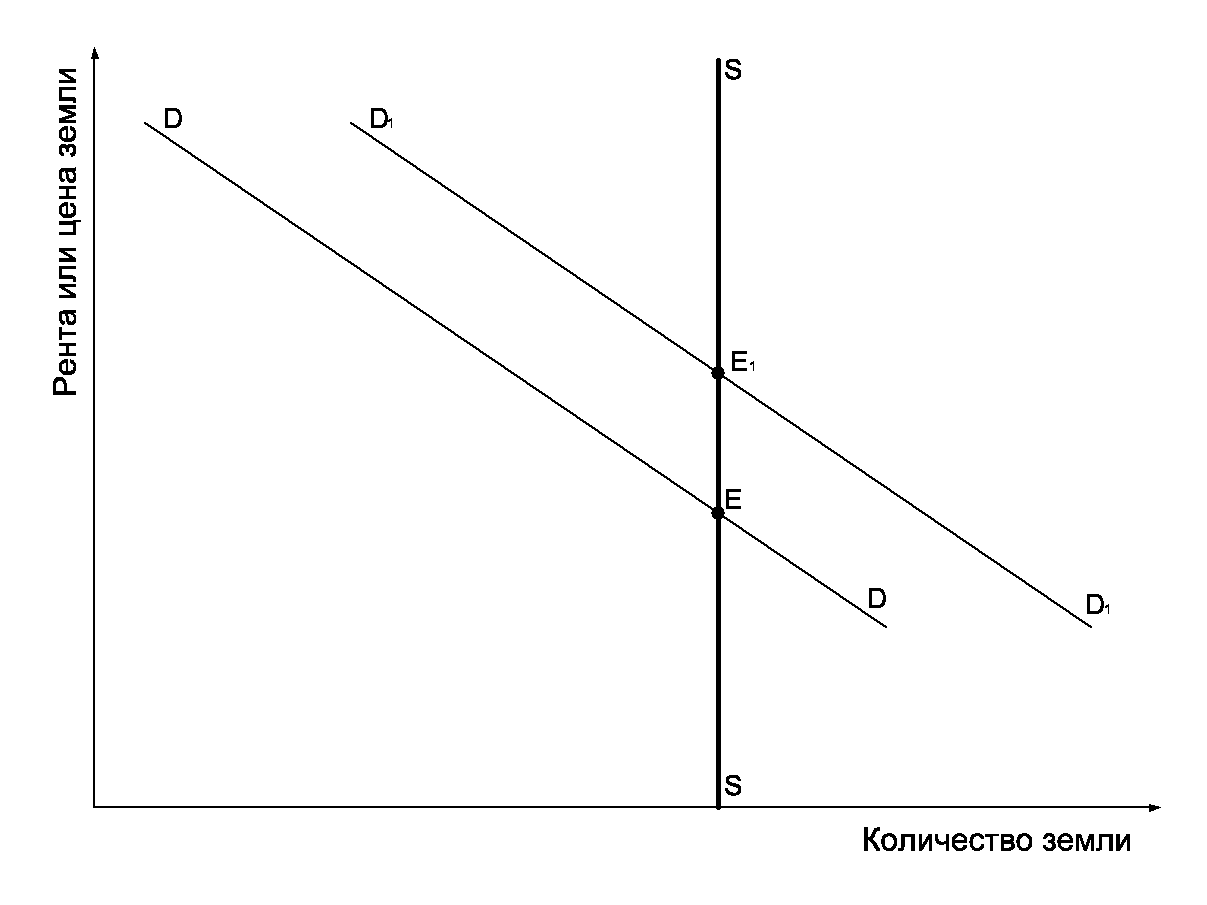 S
D
D₁
Рента или цена земли
E₁
E
D
D₁
S
Количество земли